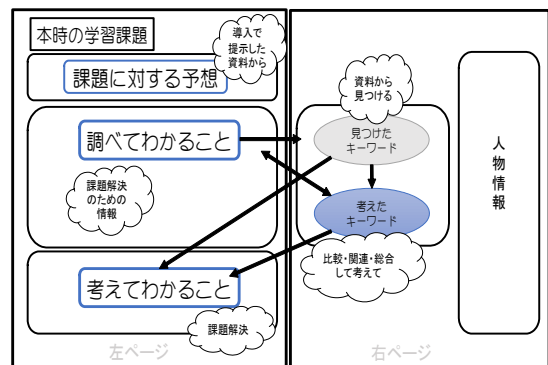 本時の学習課題
導入で
提示した
資料から
課題に対する予想
調べてわかること
課題解決
のための
情報
考えてわかること
課題解決
左ページ
資料から
見つける
見つけた
キーワード
考えた
キーワード
比較・関連・総合
して考えて
人物情報
右ページ